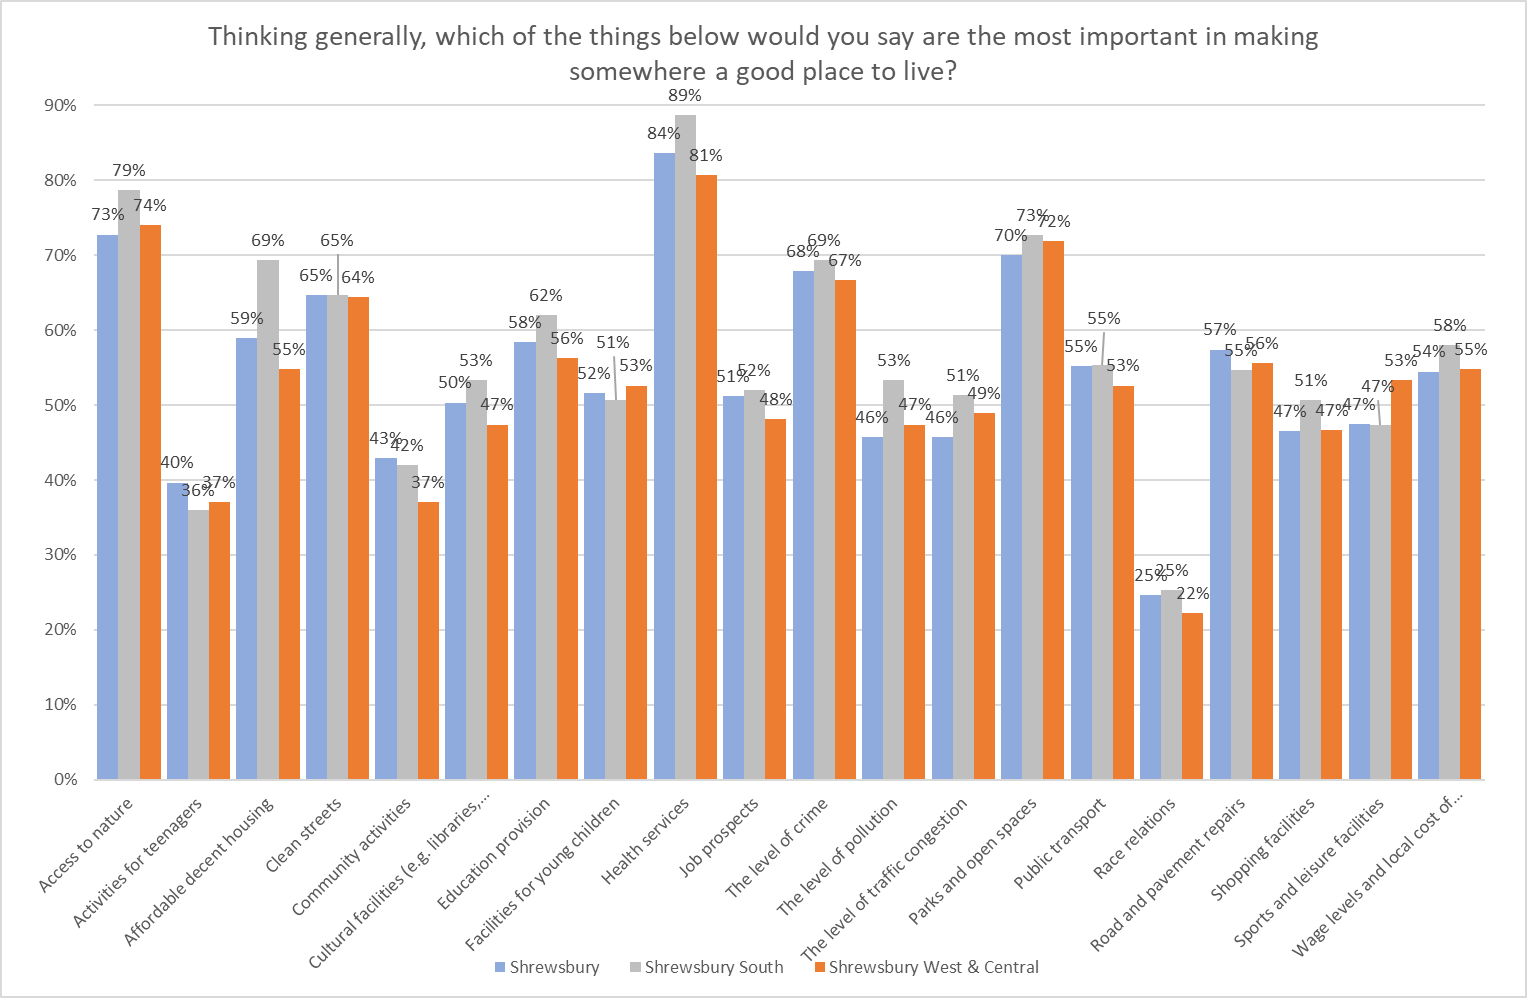 Thinking generally, which of the things below would you say are the most important in making
somewhere a good place to live?
90%
80%
70%
60%
50%
40%
30%
20%
10%
0%
73%
79%
74%
40%
36%
37%
59%
69%
55%
65%
65%
64%
43%
42%
37%
50%
53%
47%
58%
62%
56%
52%
51%
53%
84%
89%
81%
51%
52%
48%
68%
69%
67%
46%
53%
47%
46%
51%
49%
70%
73%
72%
55%
55%
53%
25%
25%
22%
57%
55%
56%
47%
51%
47%
47%
47%
53%
54%
58%
55%
Access to nature
Activities for teenagers
Affordable decent housing
Clean streets
Community activities
Cultural facilities (e.g. libraries,...
Education provision
Facilities for young children
Health services
Job prospects
The level of crime
The level of pollution
The level of traffic congestion
Parks and open spaces
Public transport
Race relations
Road and pavement repairs
Shopping facilities
Sports and leisure facilities
Wage levels and local cost of...
Shrewsbury
Shrewsbury South
Shrewsbury West & Central